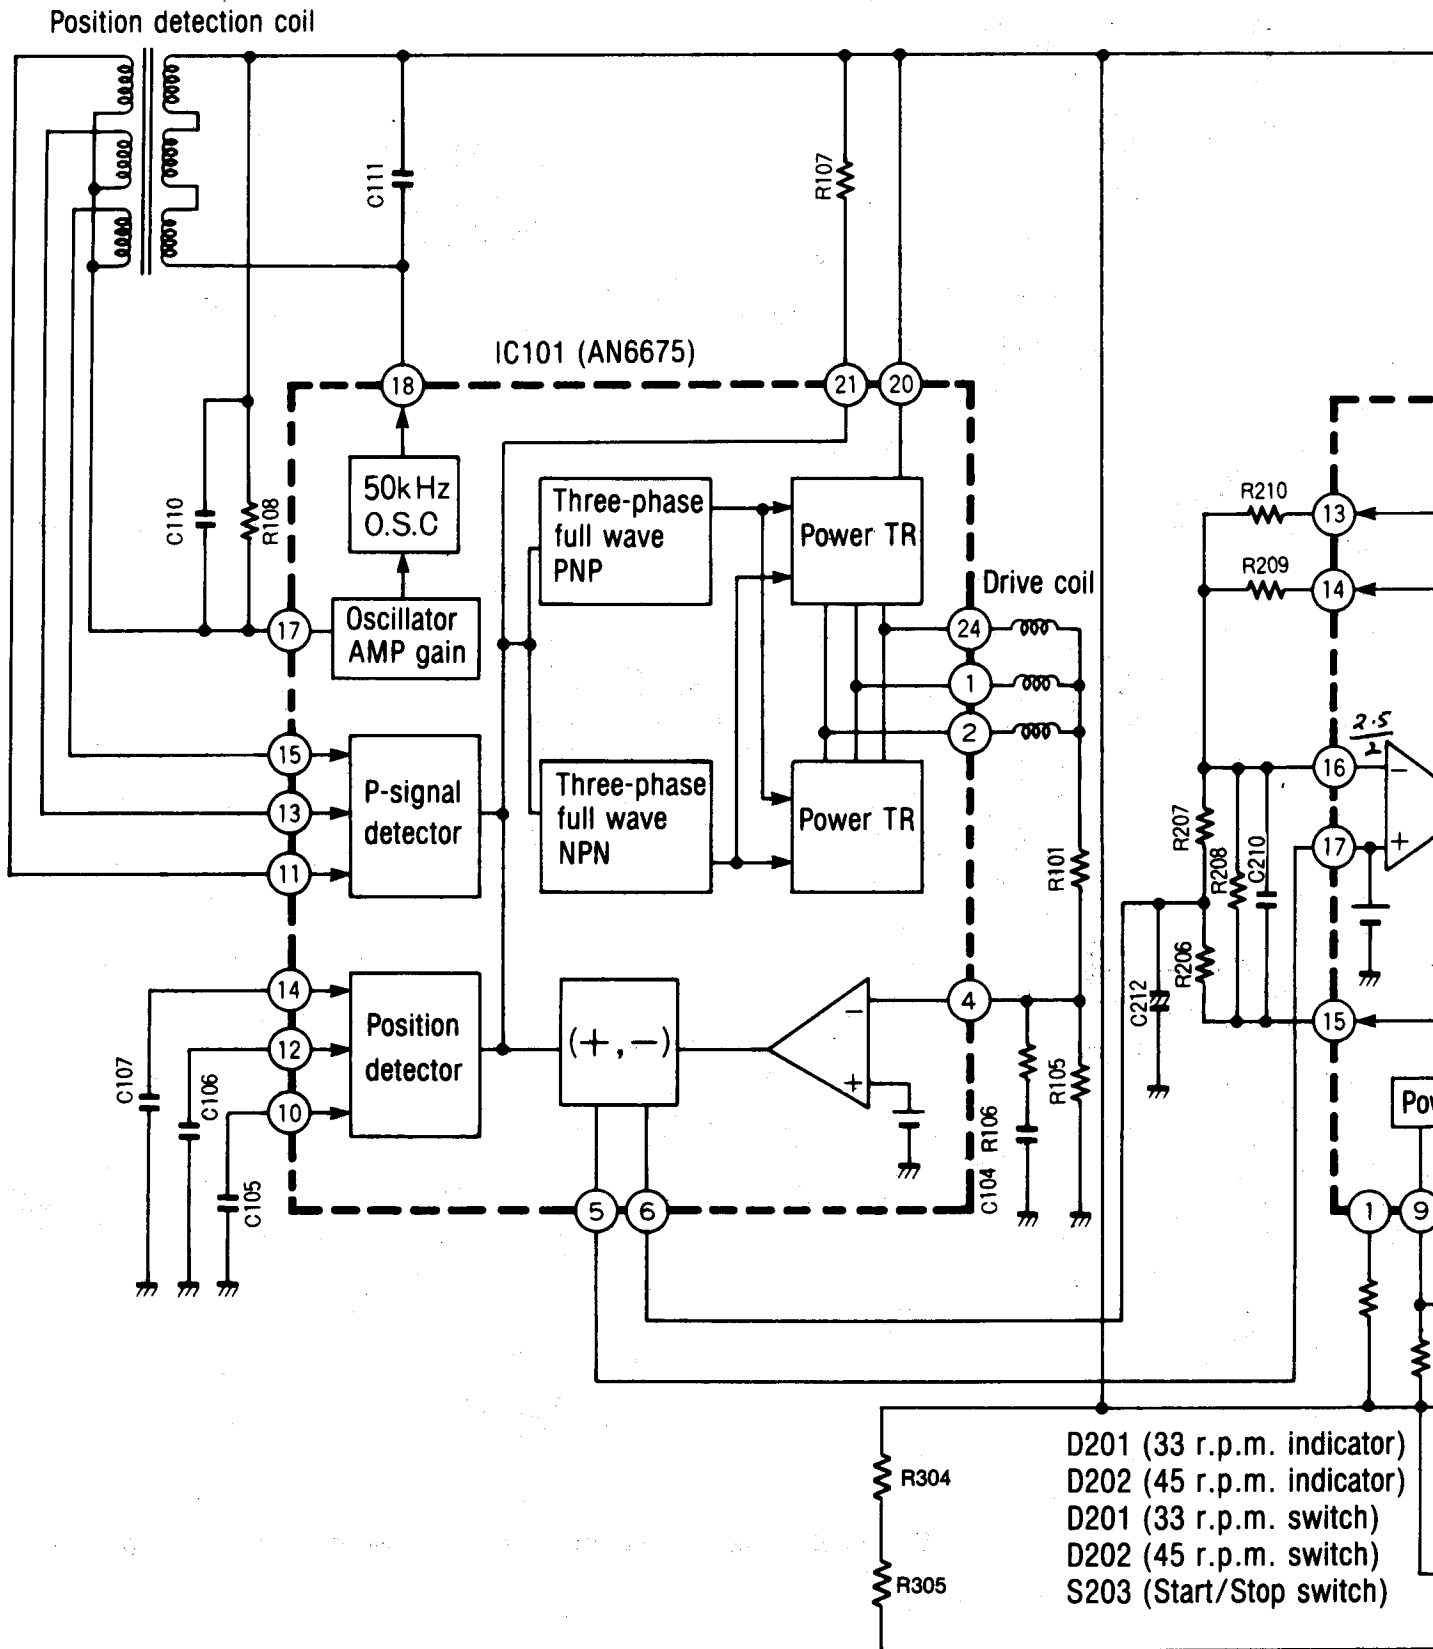 Position detection coil
C111
R107
IC101 (AN6675)
18
21
20
50kHz
O.S.C
Three-phase
full wave
PNP
Power TR
C110
R108
R210
13
R209
14
Drive coil
17
Oscillator
AMP gain
24
1
2
15
13
11
P-signal
detector
Three-phase
full wave
NPN
Power TR
2.5
2
16
−
17
+
R207
R208
C210
R101
R206
C212
15
14
12
10
Position
detector
(+,−)
−
+
4
C107
C106
C105
R105
R106
C104
Po
5
6
1
9
R304
R305
D201 (33 r.p.m. indicator)
D202 (45 r.p.m. indicator)
D201 (33 r.p.m. switch)
D202 (45 r.p.m. switch)
S203 (Start/Stop switch)